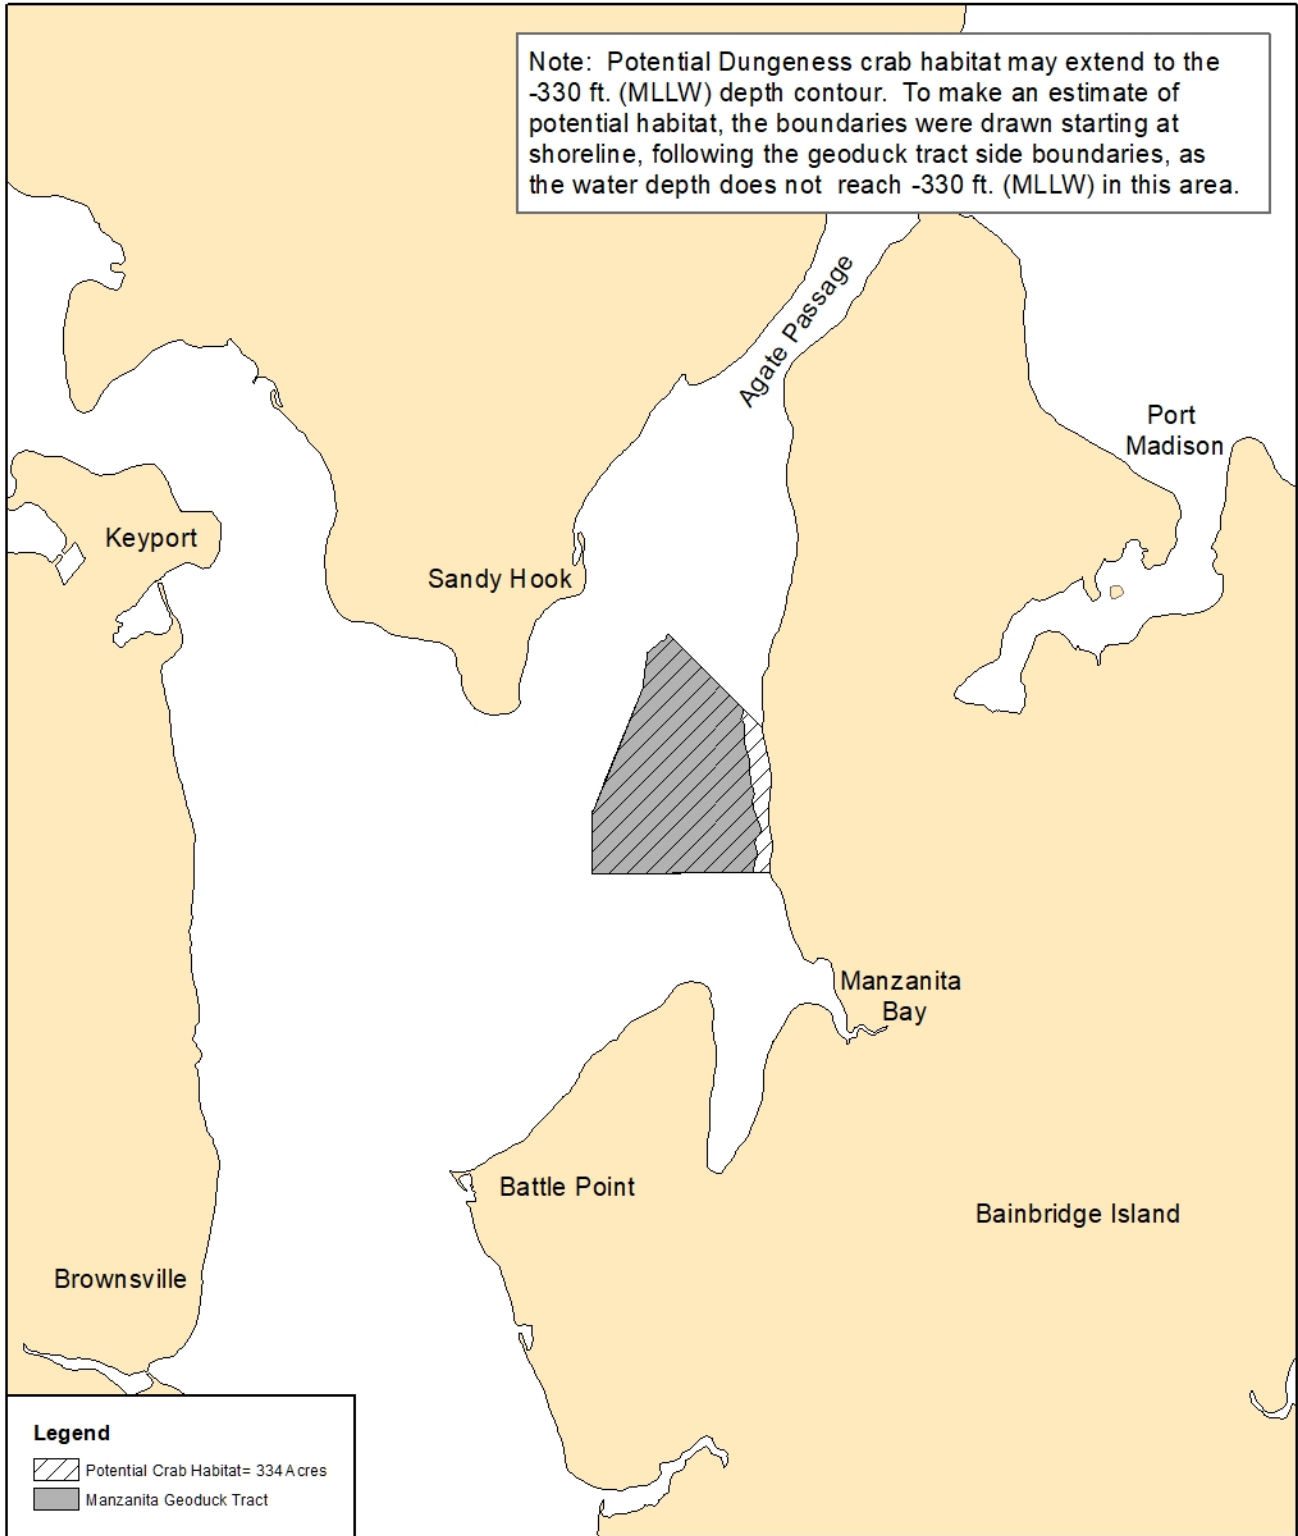 Note: Potential Dungeness crab habitat may extend to the
-330 ft. (MLLW) depth contour. To make an estimate of
potential habitat, the boundaries were drawn starting at
shoreline, following the geoduck tract side boundaries, as
the water depth does not reach -330 ft. (MLLW) in this area.
Agate Passage
Port
Madison
Keyport
Sandy Hook
Manzanita
Bay
Battle Point
Bainbridge Island
Brownsville
Legend
Potential Crab Habitat= 334 Acres
Manzanita Geoduck Tract